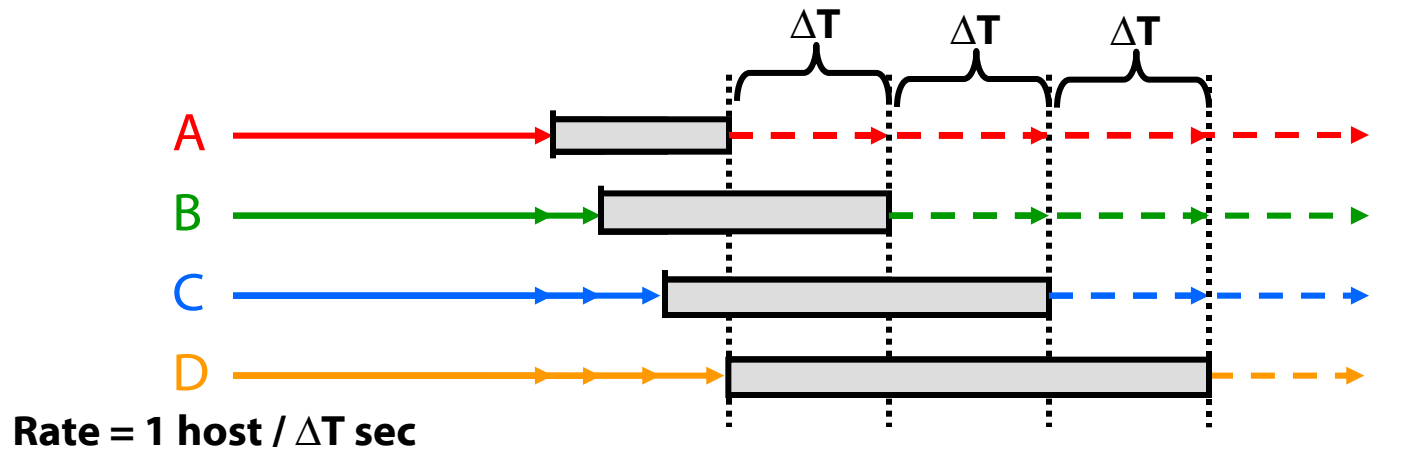 ΔT ΔT ΔT
A
B
C
D
Rate = 1 host / ΔT sec